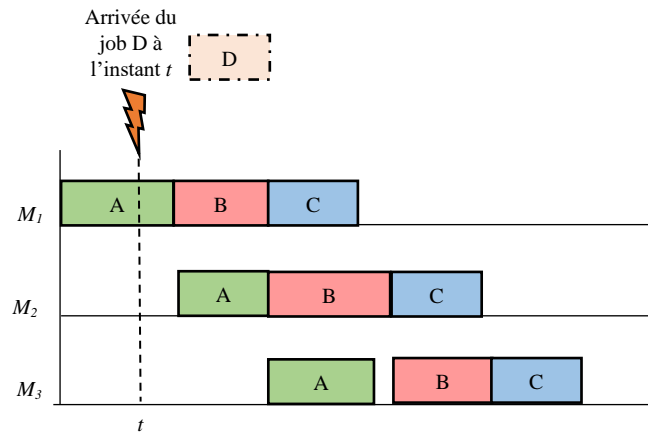 Arrivée du
job D à
l'instant t
D
M1 A B C
M2 A B C
M3 A B C
t